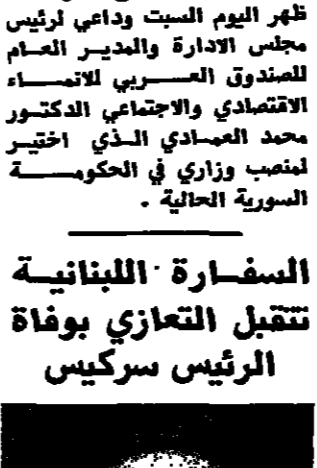 ظهر اليوم السبت وداعي لرئيس
مجلس الادارة والمدير العام
للصندوق العربي للانماء
الاقتصادي والاجتماعي الدكتور
محمد العمادي الذي اختير
لمنصب وزاري في الحكومة
السورية الحالية .
السفارة اللبنانية
تتقبل التعازي بوفاة
الرئيس سركيس